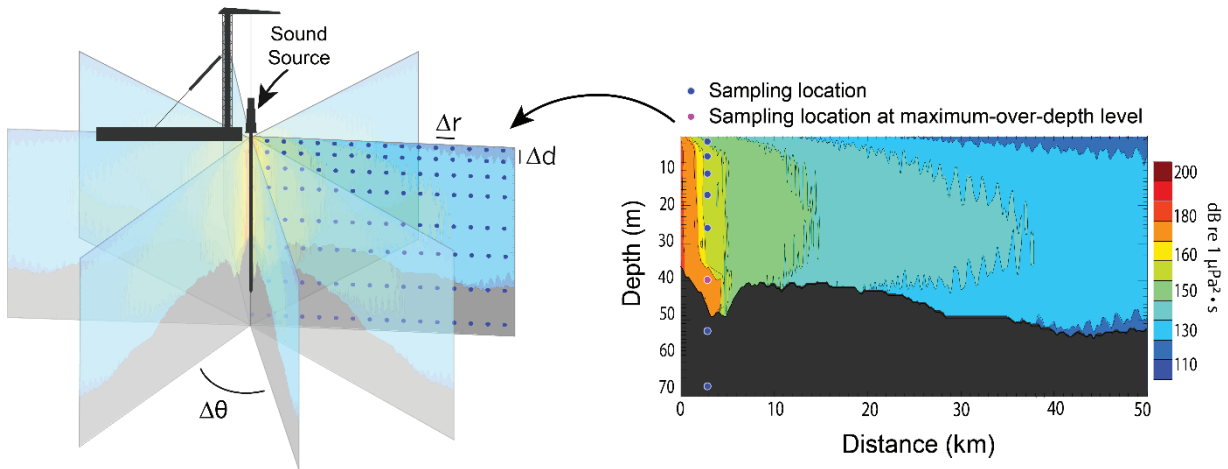 Sound
Source
Δr
Δd
Δθ
Sampling location
Sampling location at maximum-over-depth level
Depth (m)
10
20
30
40
50
60
70
0
10
20
30
40
50
Distance (km)
200
180
160
150
130
110
dB re 1 µPa²•s